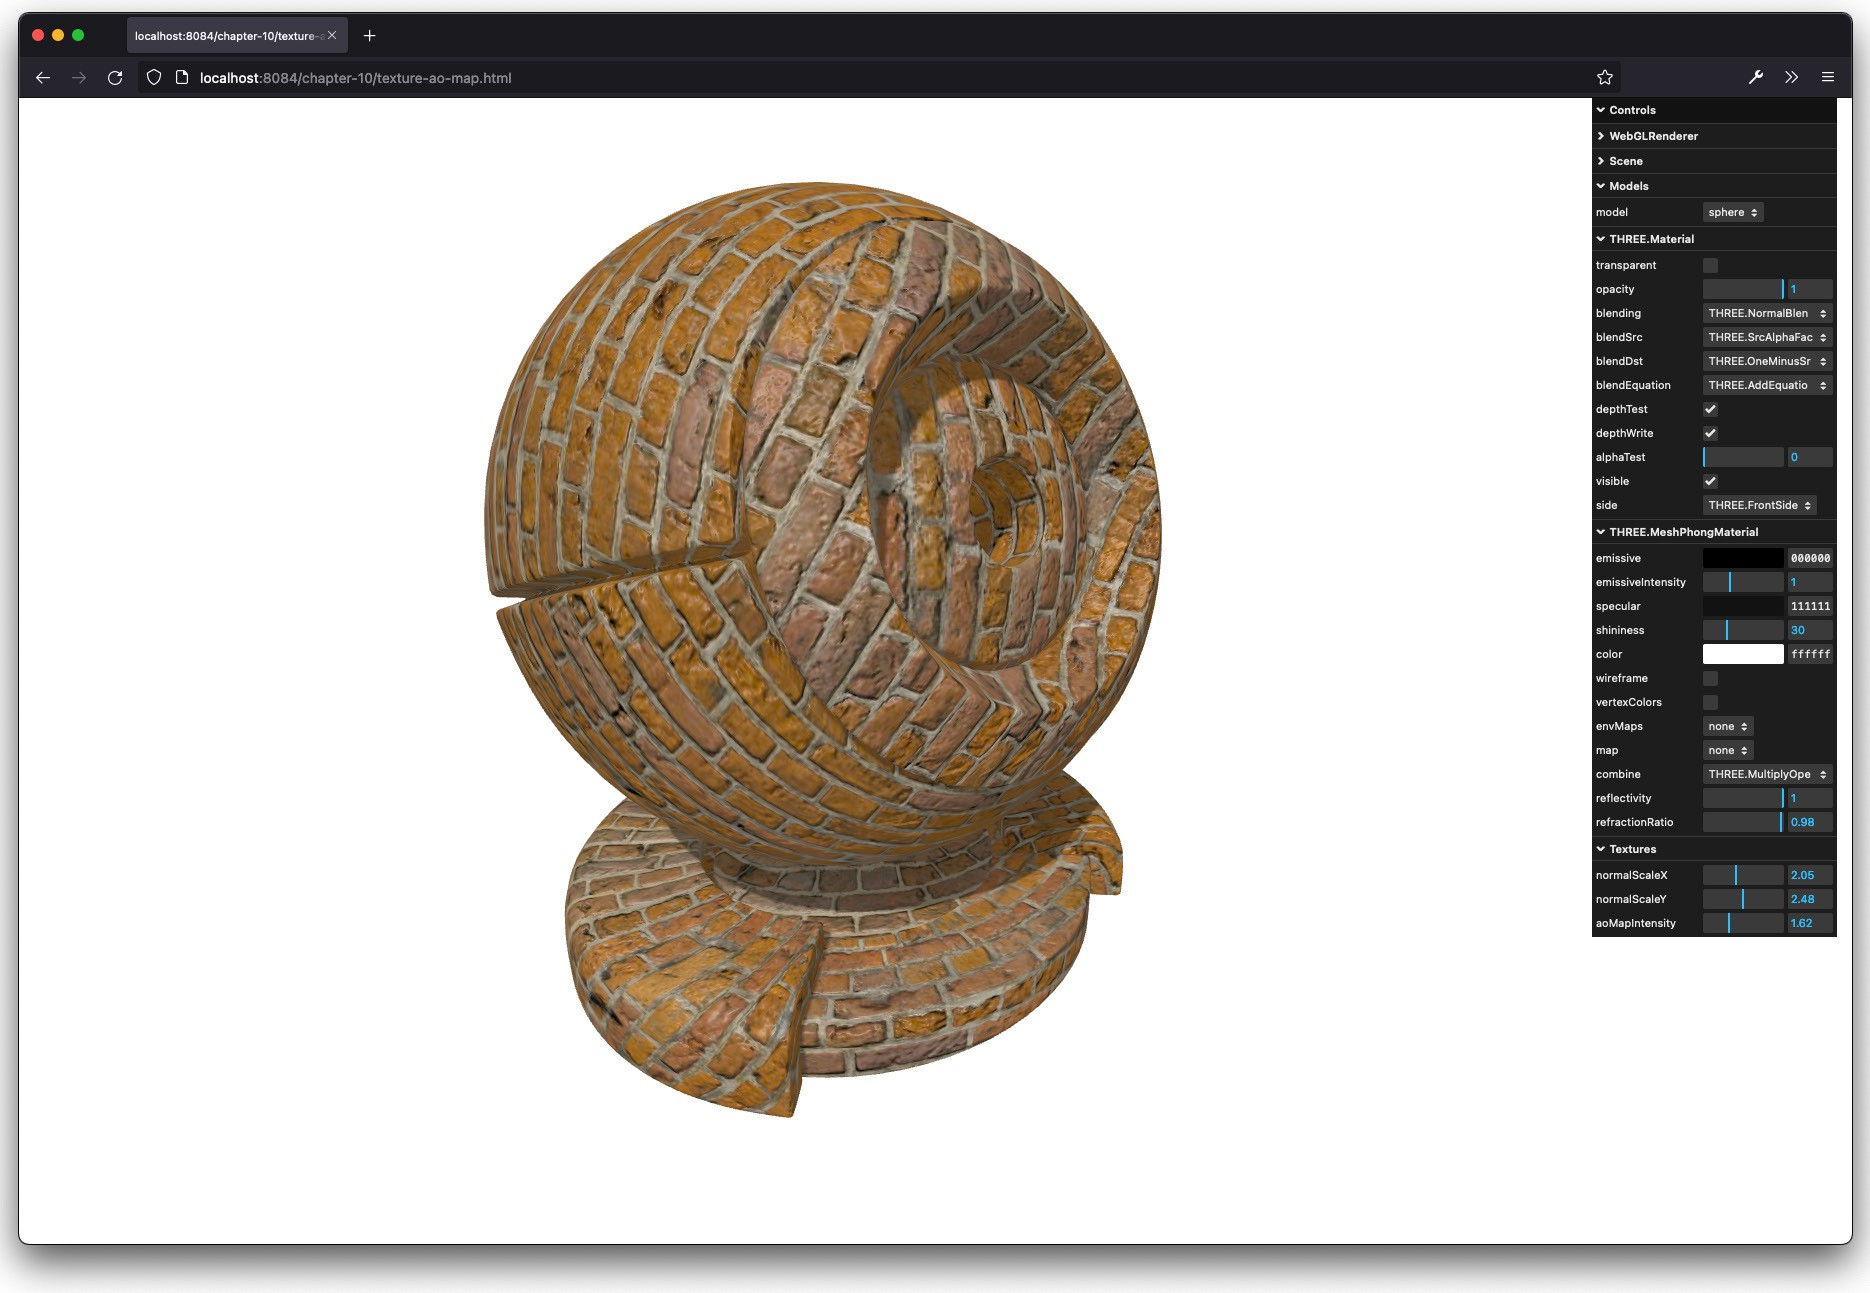 localhost:8084/chapter-10/texture-a
localhost:8084/chapter-10/texture-ao-map.html
Controls
WebGLRenderer
Scene
Models
model sphere
THREE.Material
transparent
opacity 1
blending THREE.NormalBlen
blendSrc THREE.SrcAlphaFac
blendDst THREE.OneMinusSr
blendEquation THREE.AddEquatio
depthTest
depthWrite
alphaTest 0
visible
side THREE.FrontSide
THREE.MeshPhongMaterial
emissive 000000
emissiveIntensity 1
specular 111111
shininess 30
color ffffff
wireframe
vertexColors
envMaps none
map none
combine THREE.MultiplyOpe
reflectivity 1
refractionRatio 0.98
Textures
normalScaleX 2.05
normalScaleY 2.48
aoMapIntensity 1.62